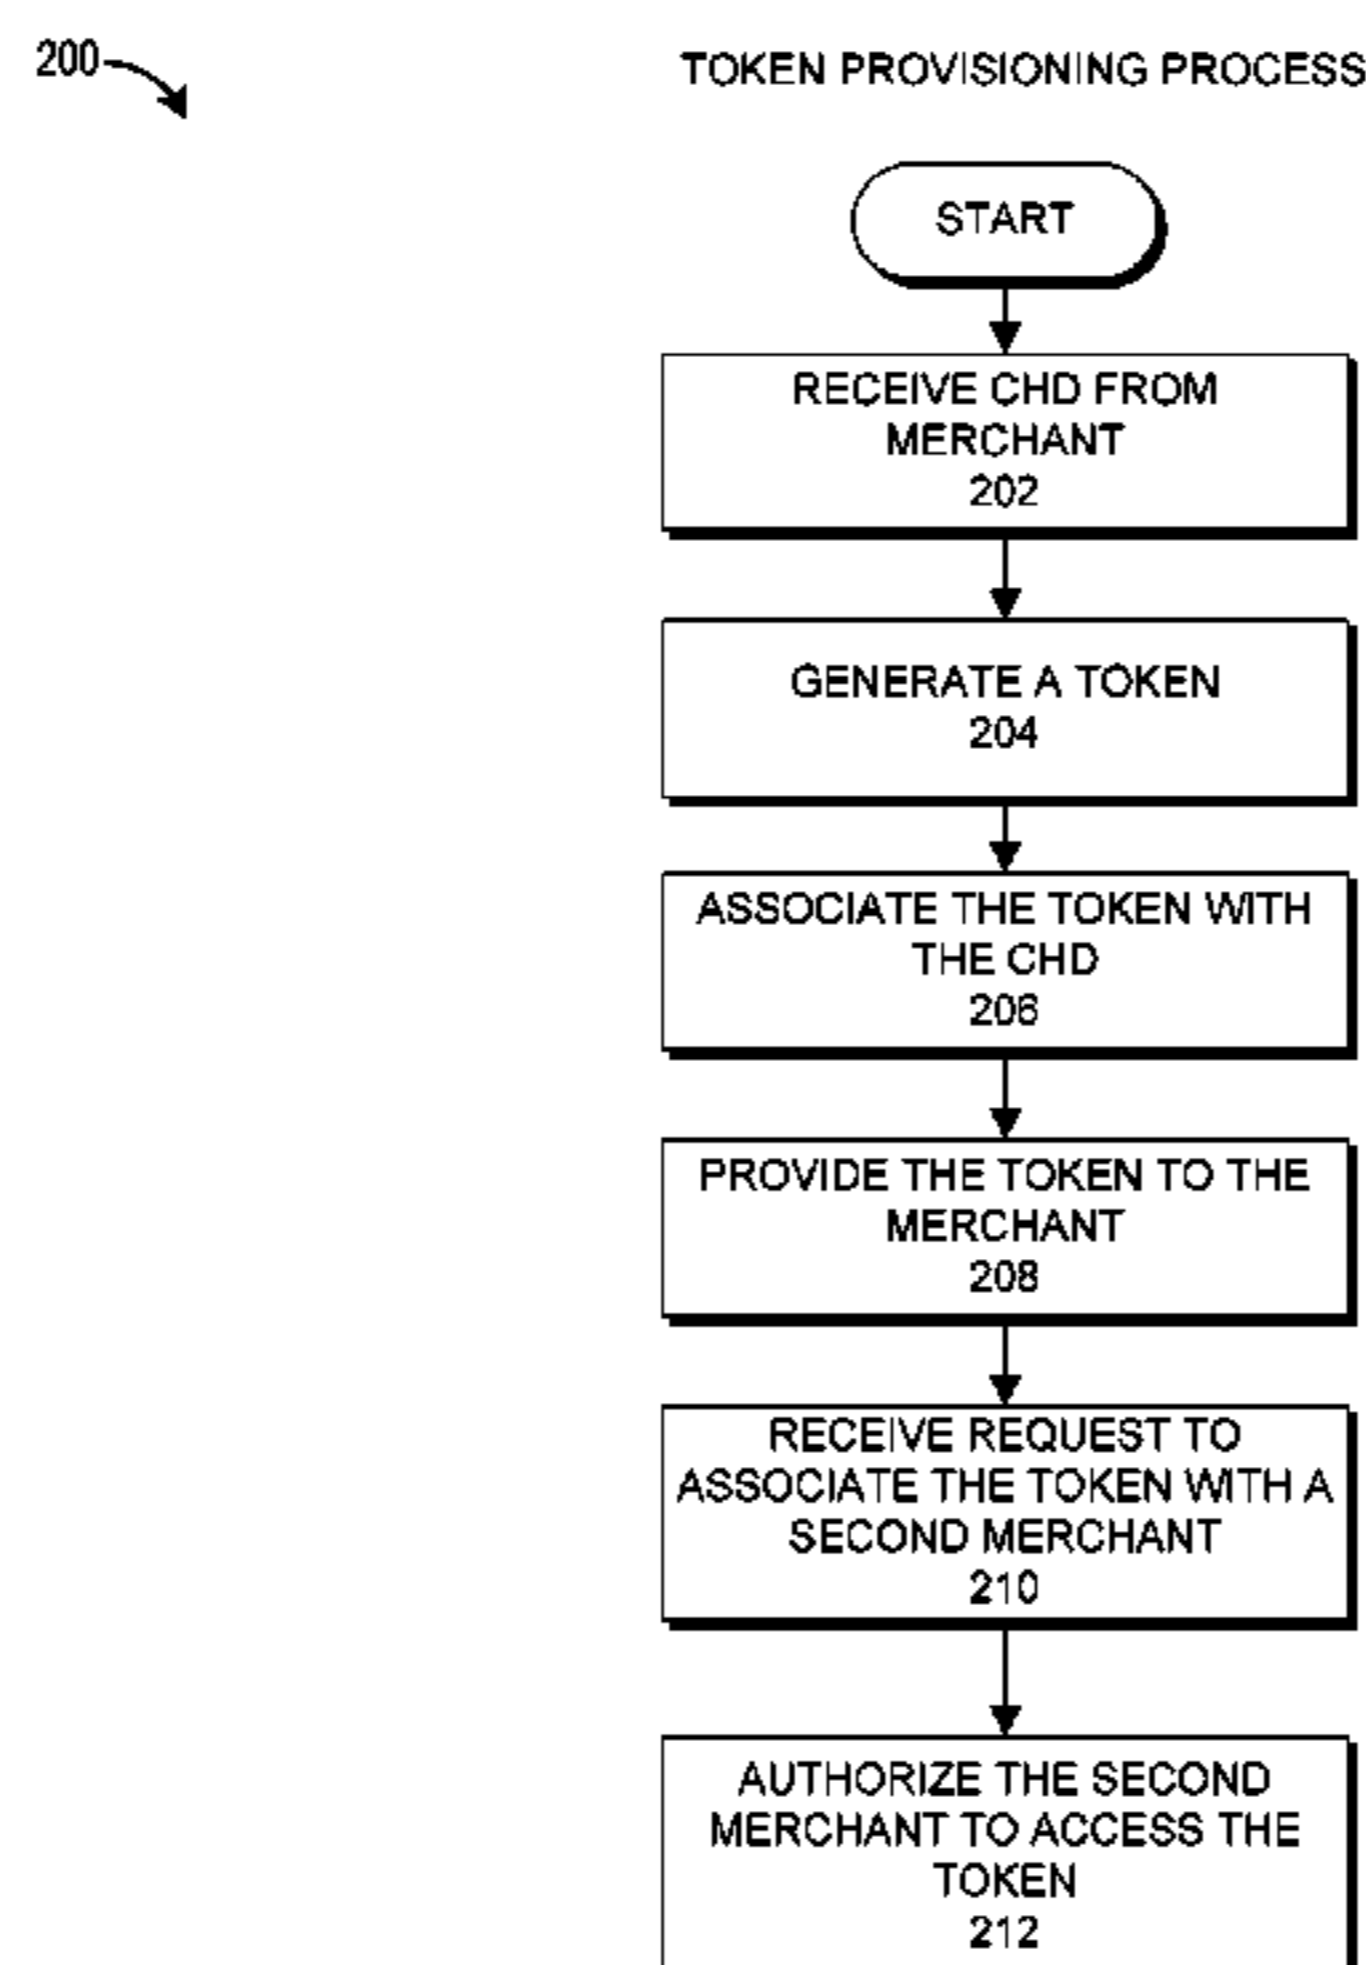 200
TOKEN PROVISIONING PROCESS
START
RECEIVE CHD FROM
MERCHANT
202
GENERATE A TOKEN
204
ASSOCIATE THE TOKEN WITH
THE CHD
206
PROVIDE THE TOKEN TO THE
MERCHANT
208
RECEIVE REQUEST TO
ASSOCIATE THE TOKEN WITH A
SECOND MERCHANT
210
AUTHORIZE THE SECOND
MERCHANT TO ACCESS THE
TOKEN
212